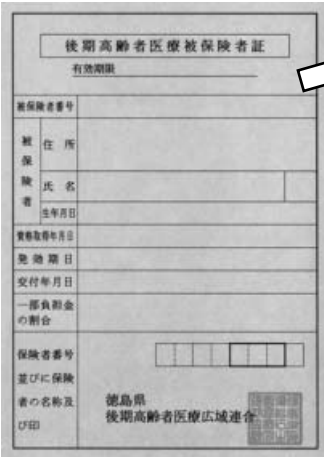 後期高齢者医療被保険者証
有効期限
被保険者番号
被保険者
住所
氏名
生年月日
資格取得年月日
発効期日
交付年月日
一部負担金
の割合
保険者番号
並びに保険
者の名称及
び印
徳島県
後期高齢者医療広域連合